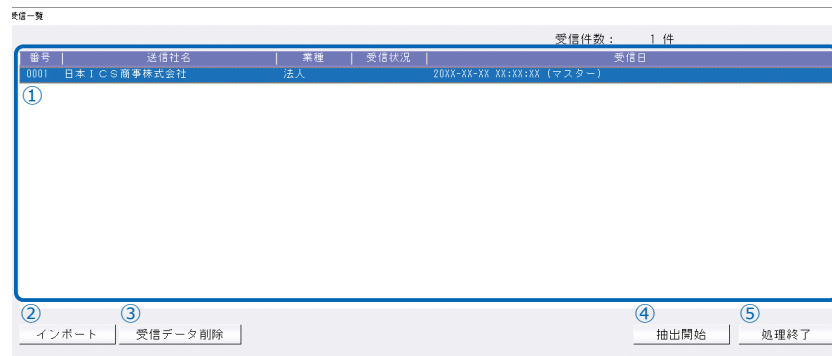 受信一覧
受信件数： 1 件
番号 送信社名 業種 受信状況 受信日
0001 日本ＩＣＳ商事株式会社 法人 20XX-XX-XX XX:XX:XX (マスター)
①
② ③ ④ ⑤
インポート 受信データ削除 抽出開始 処理終了